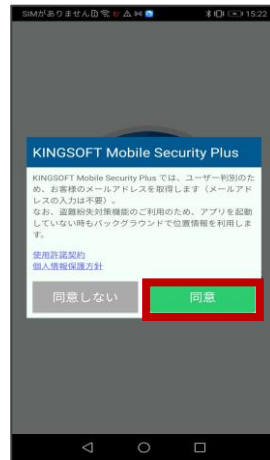 SIMがありません 15:22
KINGSOFT Mobile Security Plus
KINGSOFT Mobile Security Plus では、ユーザー判別のた
め、お客様のメールアドレスを取得します（メールアド
レスの入力は不要）。
なお、盗難紛失対策機能のご利用のため、アプリを起動
していない時もバックグラウンドで位置情報を利用しま
す。
使用許諾契約
個人情報保護方針
同意しない 同意